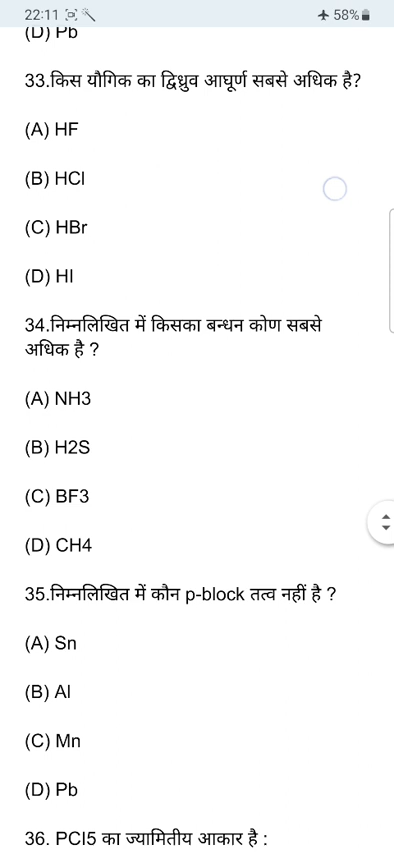 22:11 58%
(D) Pb
33.किस यौगिक का द्विध्रुव आघूर्ण सबसे अधिक है?
(A) HF
(B) HCl
(C) HBr
(D) HI
34.निम्नलिखित में किसका बन्धन कोण सबसे
अधिक है ?
(A) NH3
(B) H2S
(C) BF3
(D) CH4
35.निम्नलिखित में कौन p-block तत्व नहीं है ?
(A) Sn
(B) Al
(C) Mn
(D) Pb
36. PCl5 का ज्यामितीय आकार है :